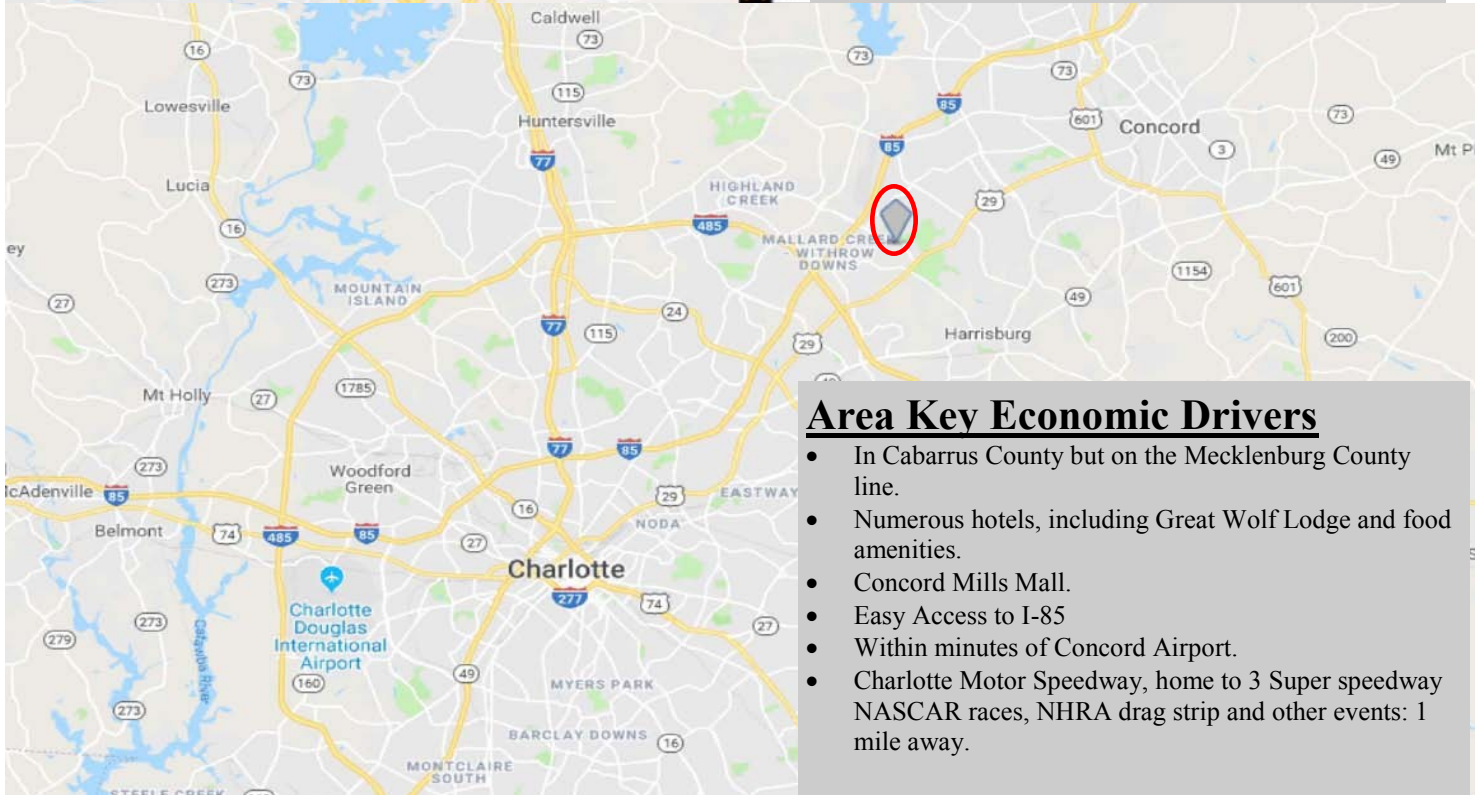 Caldwell
73
16
73
73
73
115
Lowesville
Huntersville
85
601
Concord
73
3
49
Mt P
77
85
Lucia
HIGHLAND
CREEK
29
16
485
MALLARD CREEK
WITHROW
DOWNS
ey
273
MOUNTAIN
ISLAND
1154
27
49
601
24
77
115
29
Harrisburg
200
Mt Holly
27
1785
Area Key Economic Drivers
• In Cabarrus County but on the Mecklenburg County
line.
• Numerous hotels, including Great Wolf Lodge and food
amenities.
• Concord Mills Mall.
• Easy Access to I-85
• Within minutes of Concord Airport.
• Charlotte Motor Speedway, home to 3 Super speedway
NASCAR races, NHRA drag strip and other events: 1
mile away.
77
85
273
Woodford
Green
cAdenville
85
29
EASTWAY
16
NODA
Belmont
74
485
85
27
Charlotte
277
74
Charlotte
Douglas
International
Airport
273
279
Catawba River
27
160
49
MYERS PARK
273
BARCLAY DOWNS
16
MONTCLAIRE
SOUTH
STEELE CREEK